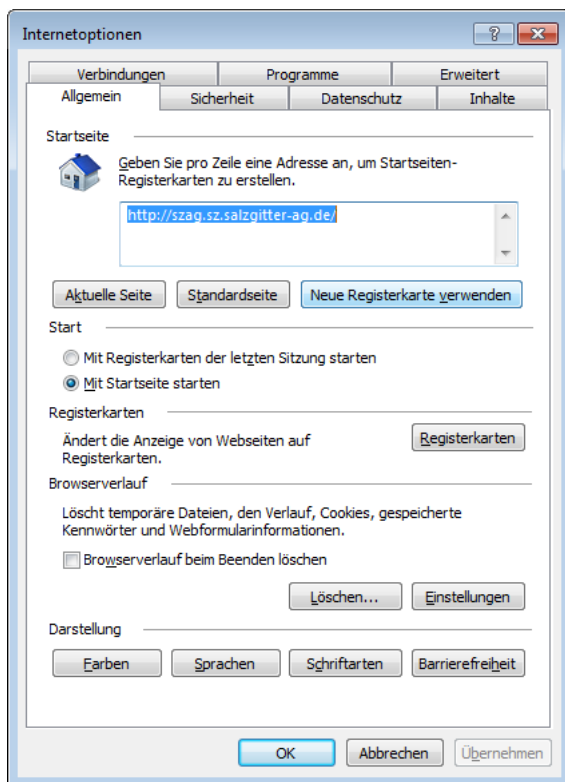 Internetoptionen
Verbindungen Programme Erweitert
Allgemein Sicherheit Datenschutz Inhalte
Startseite
Geben Sie pro Zeile eine Adresse an, um Startseiten-
Registerkarten zu erstellen.
http://szag.sz.salzgitter-ag.de/
Aktuelle Seite Standardseite Neue Registerkarte verwenden
Start
Mit Registerkarten der letzten Sitzung starten
Mit Startseite starten
Registerkarten
Ändert die Anzeige von Webseiten auf
Registerkarten.
Registerkarten
Browserverlauf
Löscht temporäre Dateien, den Verlauf, Cookies, gespeicherte
Kennwörter und Webformularinformationen.
Browserverlauf beim Beenden löschen
Löschen... Einstellungen
Darstellung
Farben Sprachen Schriftarten Barrierefreiheit
OK Abbrechen Übernehmen